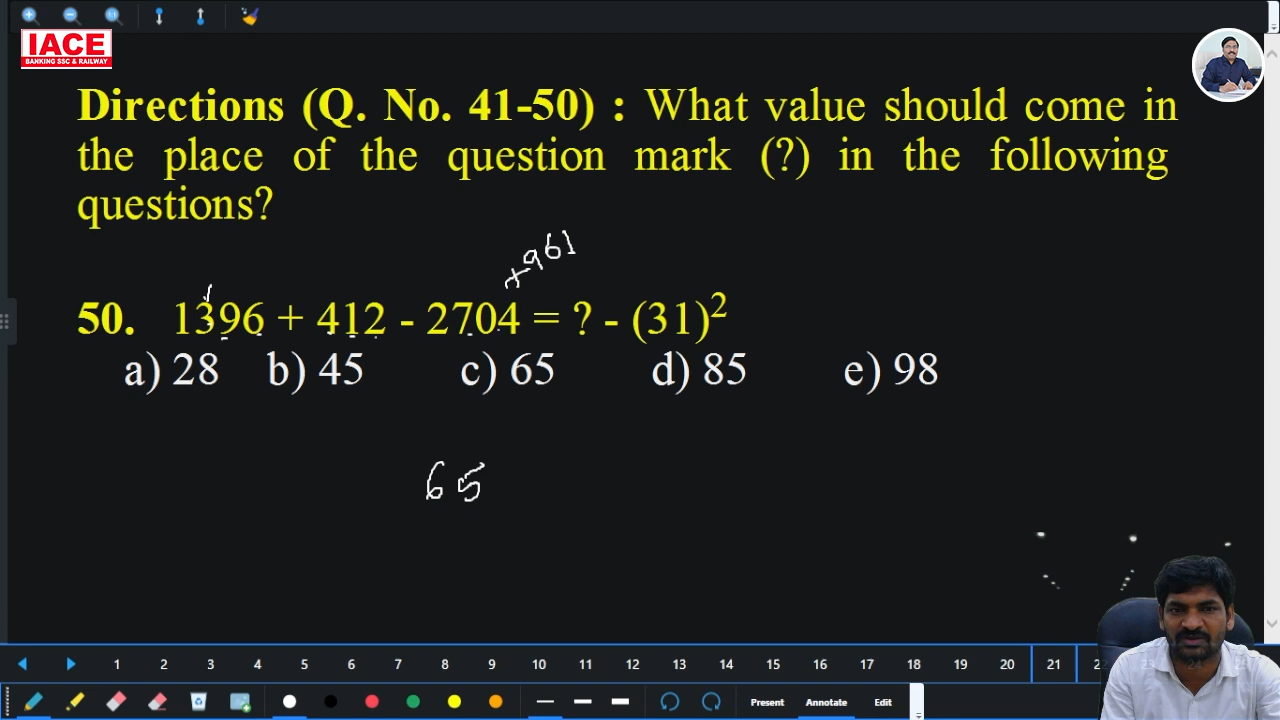 IACE
BANKING SSC & RAILWAY
Directions (Q. No. 41-50) : What value should come in
the place of the question mark (?) in the following
questions?
+961
50. 1396 + 412 - 2704 = ? - (31)²
a) 28 b) 45 c) 65 d) 85 e) 98
65
1 2 3 4 5 6 7 8 9 10 11 12 13 14 15 16 17 18 19 20 21
Present Annotate Edit